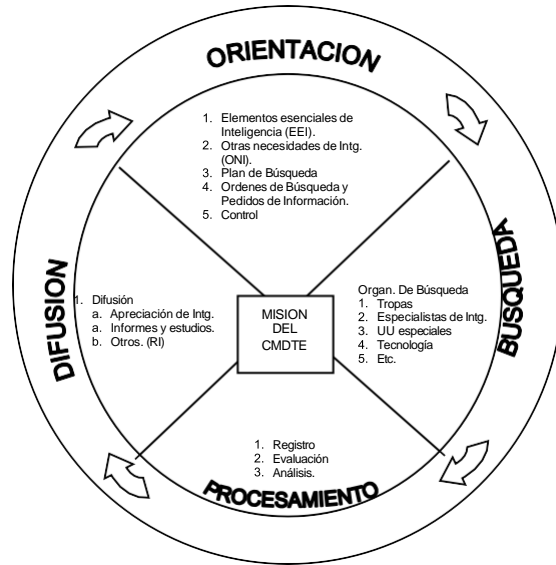 ORIENTACION
1. Elementos esenciales de
Inteligencia (EEI).
2. Otras necesidades de Intg.
(ONI).
3. Plan de Búsqueda
4. Ordenes de Búsqueda y
Pedidos de Información.
5. Control
BUSQUEDA
Organ. De Búsqueda
1. Tropas
2. Especialistas de Intg.
3. UU especiales
4. Tecnología
5. Etc.
MISION
DEL
CMDTE
DIFUSION
1. Difusión
a. Apreciación de Intg.
a. Informes y estudios.
b. Otros. (RI)
1. Registro
2. Evaluación
3. Análisis.
PROCESAMIENTO